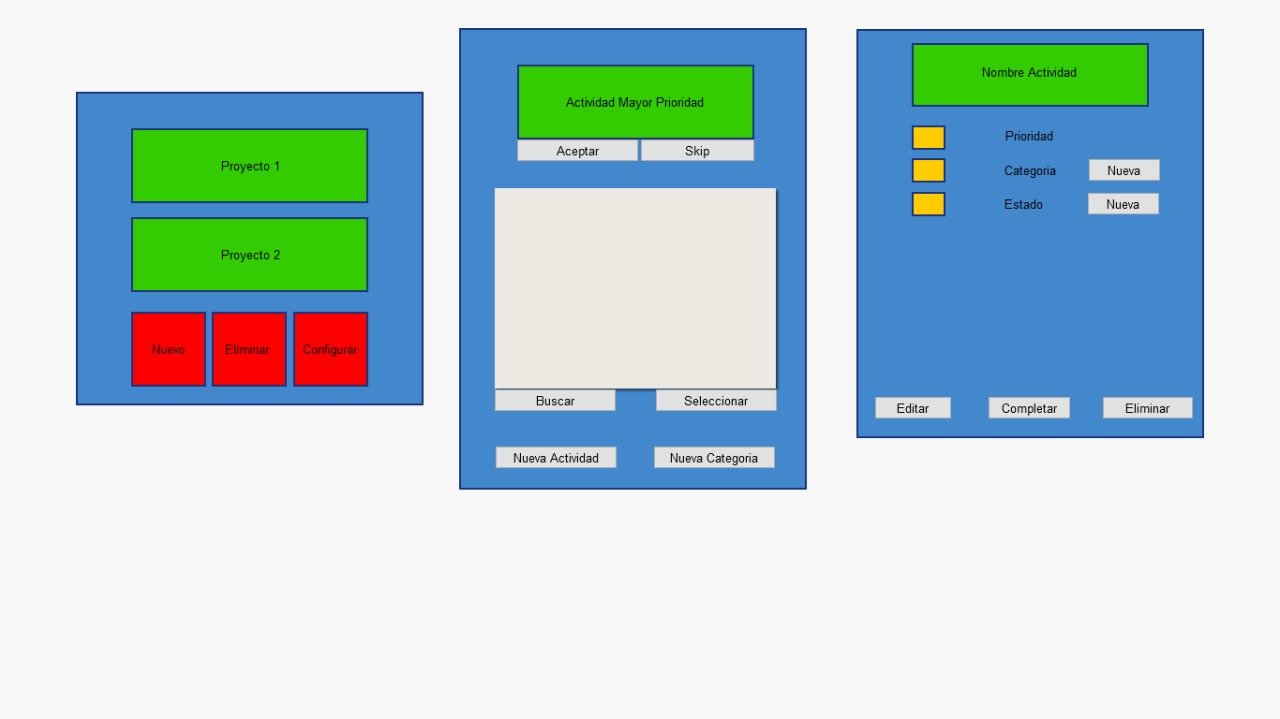 Proyecto 1
Proyecto 2
Nuevo
Eliminar
Configurar
Actividad Mayor Prioridad
Aceptar
Skip
Buscar
Seleccionar
Nueva Actividad
Nueva Categoria
Nombre Actividad
Prioridad
Categoria
Nueva
Estado
Nueva
Editar
Completar
Eliminar